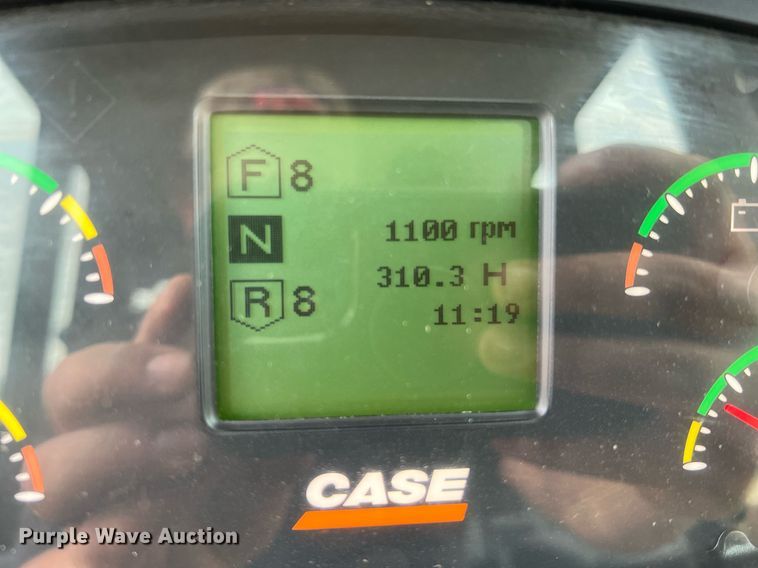 F 8
N
1100 rpm
310.3 H
R 8
11:19
CASE
Purple Wave Auction